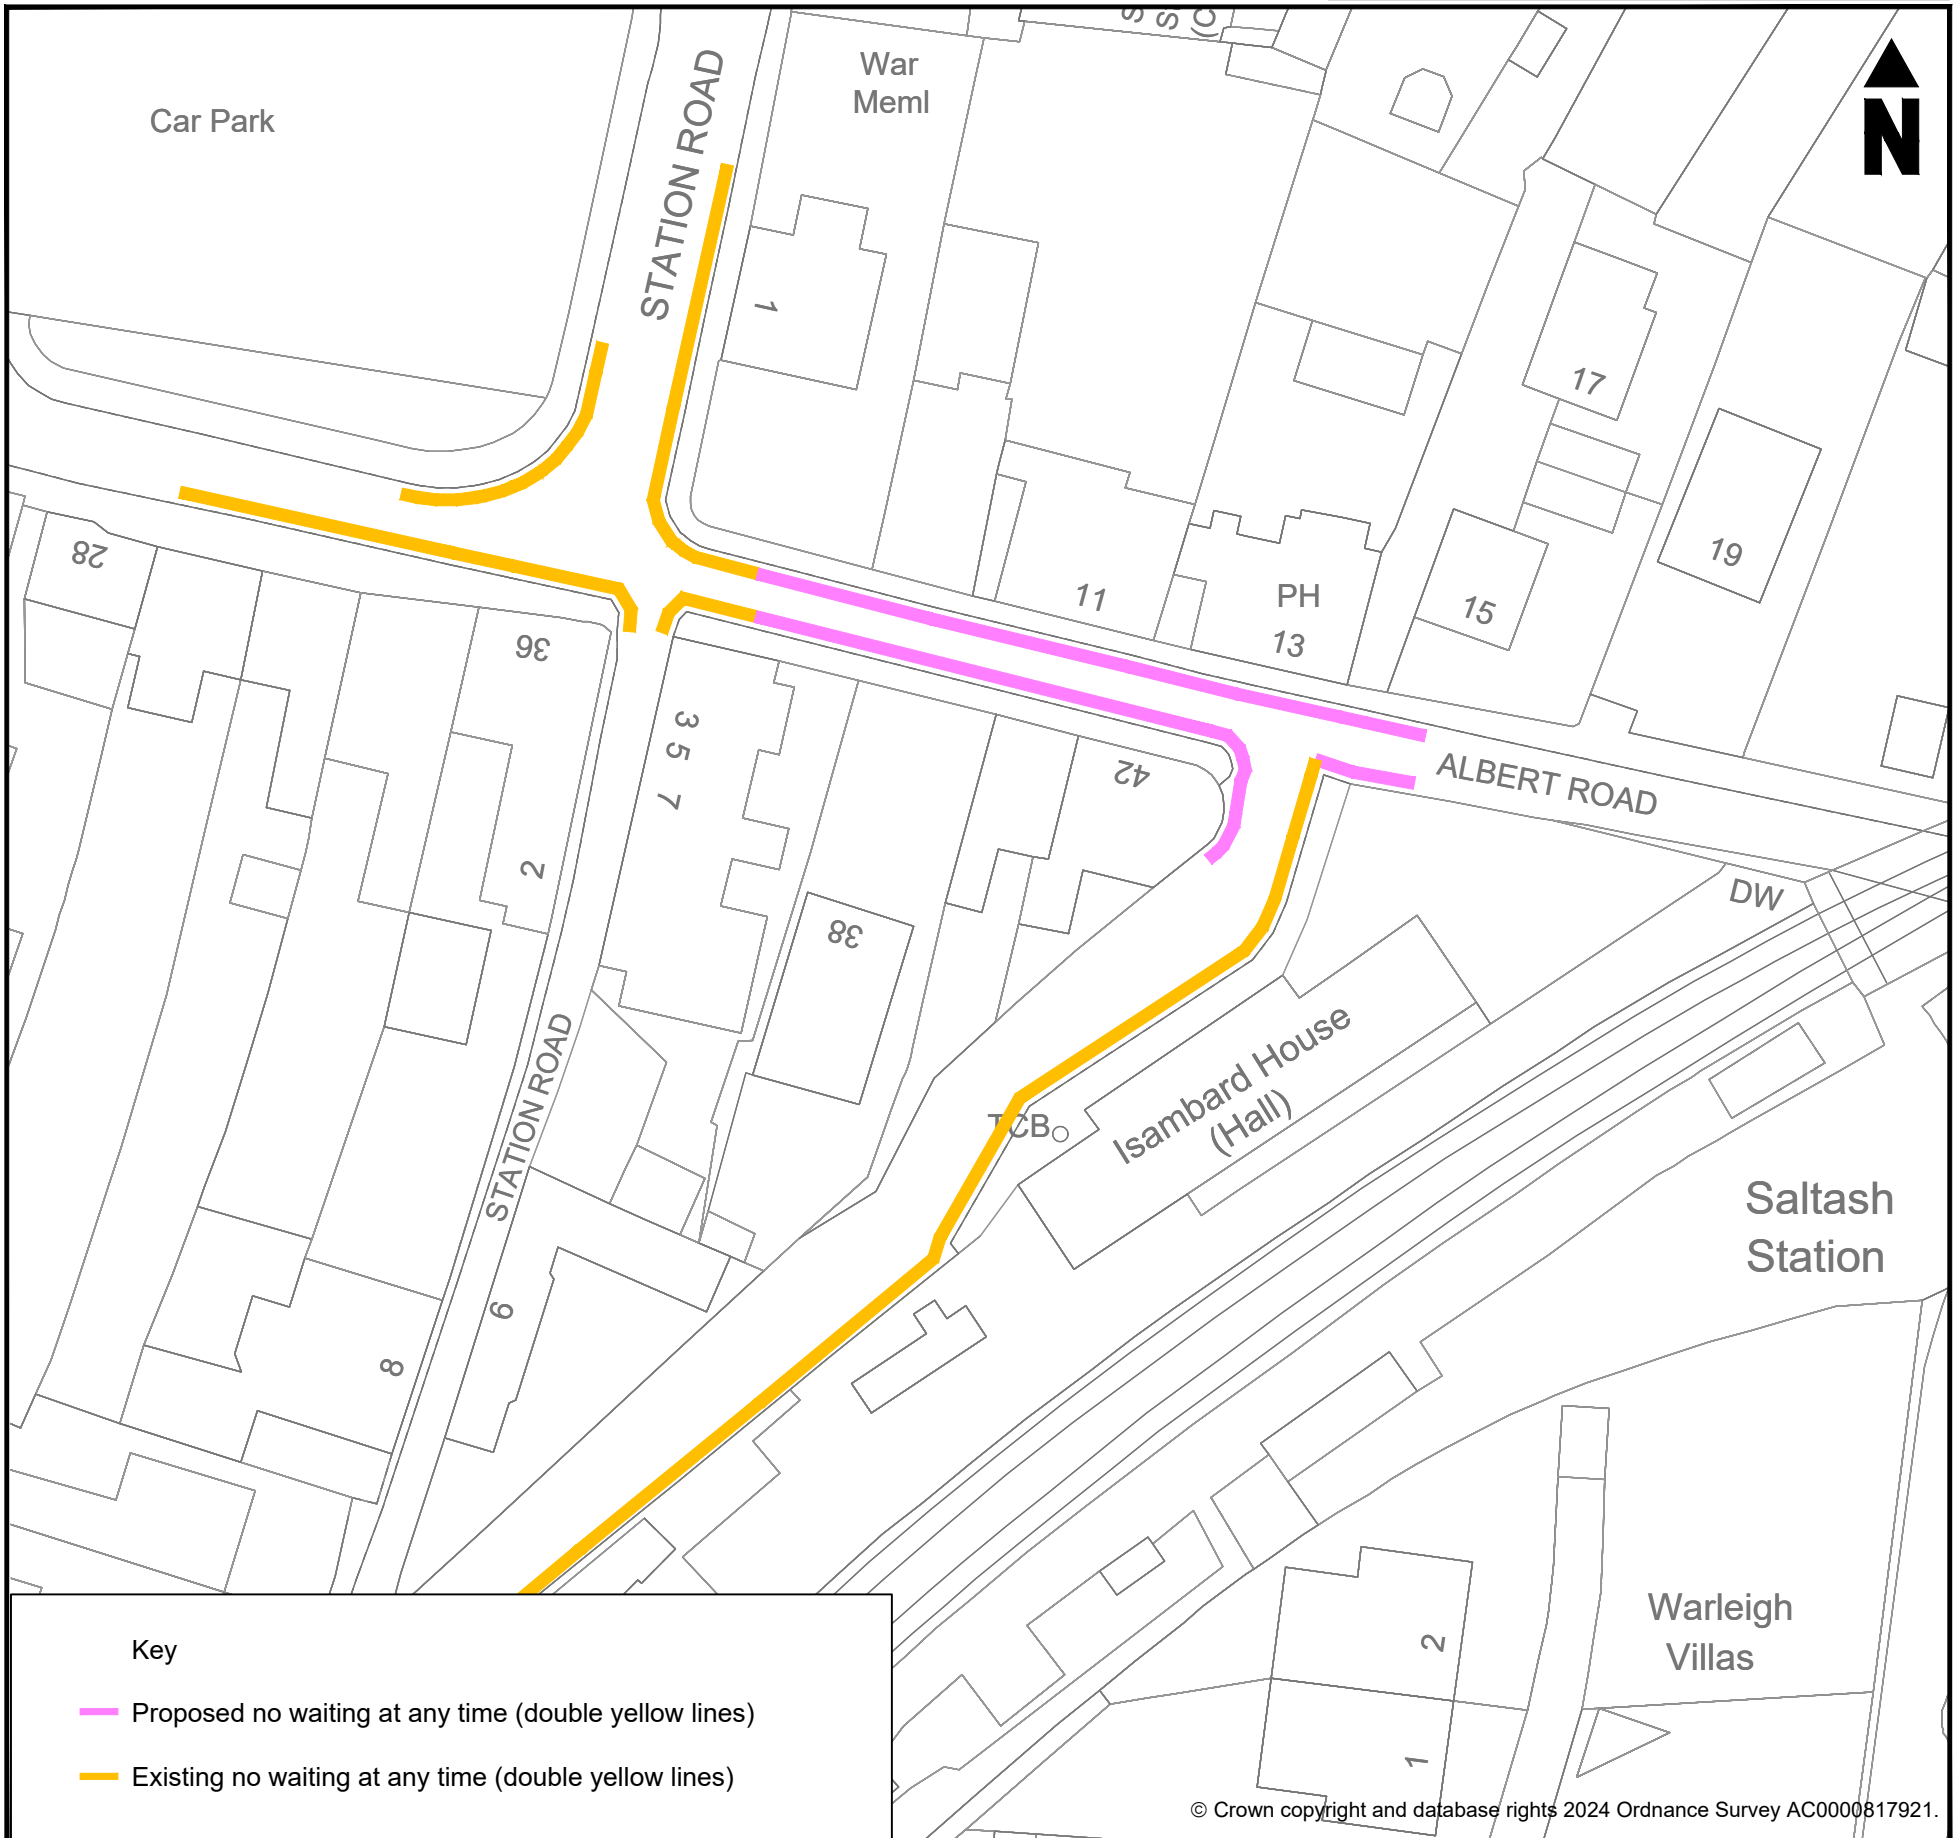 Car Park
STATION ROAD
War
Meml
N
1
17
28
36
11
PH
13
15
19
3
5
7
42
ALBERT ROAD
2
38
DW
STATION ROAD
TCB
Isambard House
(Hall)
Saltash
Station
6
8
Warleigh
Villas
2
1
Key
Proposed no waiting at any time (double yellow lines)
Existing no waiting at any time (double yellow lines)
© Crown copyright and database rights 2024 Ordnance Survey AC0000817921.